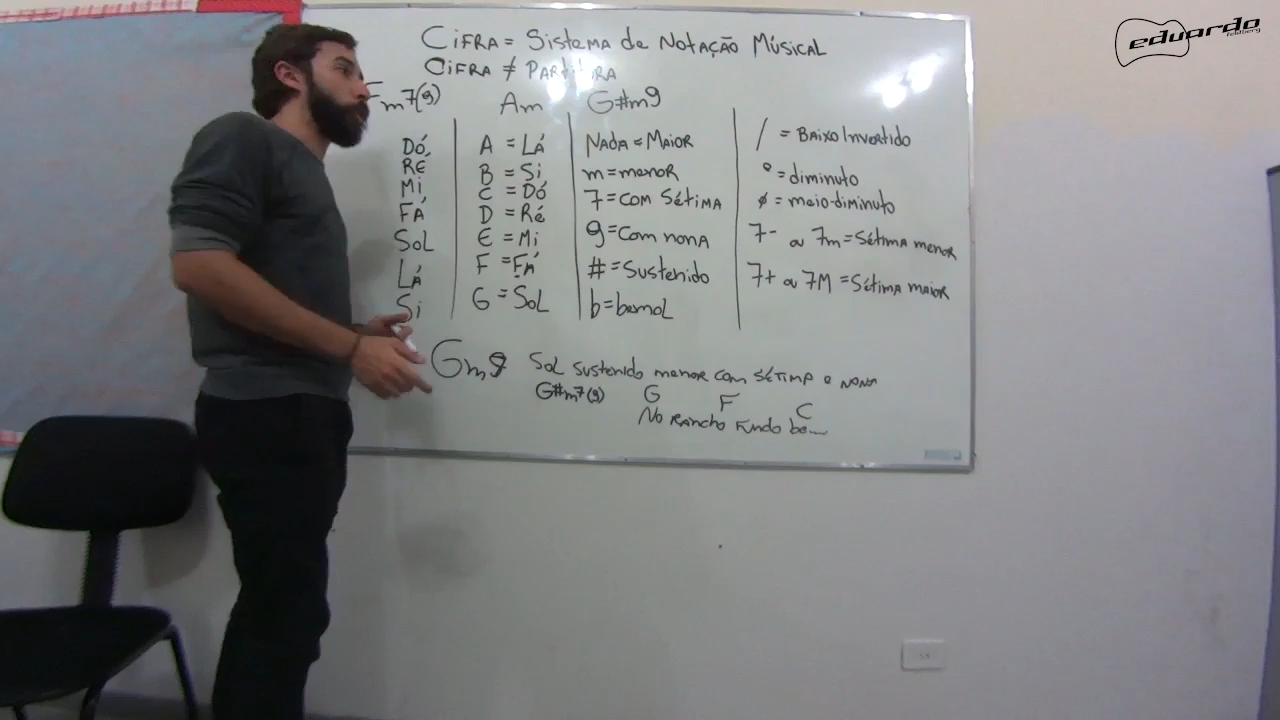 eduardo
feldberg
CIFRA = SISTEMA de NOTAÇÃO MÚSICAL
CIFRA ≠ PARTITURA
Fm7(9) Am G#m9
DÓ
RÉ
MI
FÁ
SOL
LÁ
Si
A = LÁ
B = Si
C = DÓ
D = Ré
E = Mi
F = FÁ
G = SOL
NADA = MAIOR
m = menor
7 = COM SÉTIMA
9 = COM NONA
# = SUSTENIDO
b = bemol
/ = BAIXO INVERTIDO
° = diminuto
ø = meio-diminuto
7- ou 7m = SÉTIMA menor
7+ ou 7M = SÉTIMA maior
Gm9 SOL SUSTENIDO menor com SÉTIMA e NONA
G#m7(9) G F C
NO RANCHO FUNDO be...